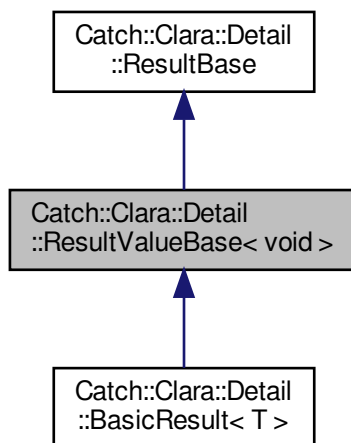 Catch::Clara::Detail
::ResultBase
Catch::Clara::Detail
::ResultValueBase< void >
Catch::Clara::Detail
::BasicResult< T >